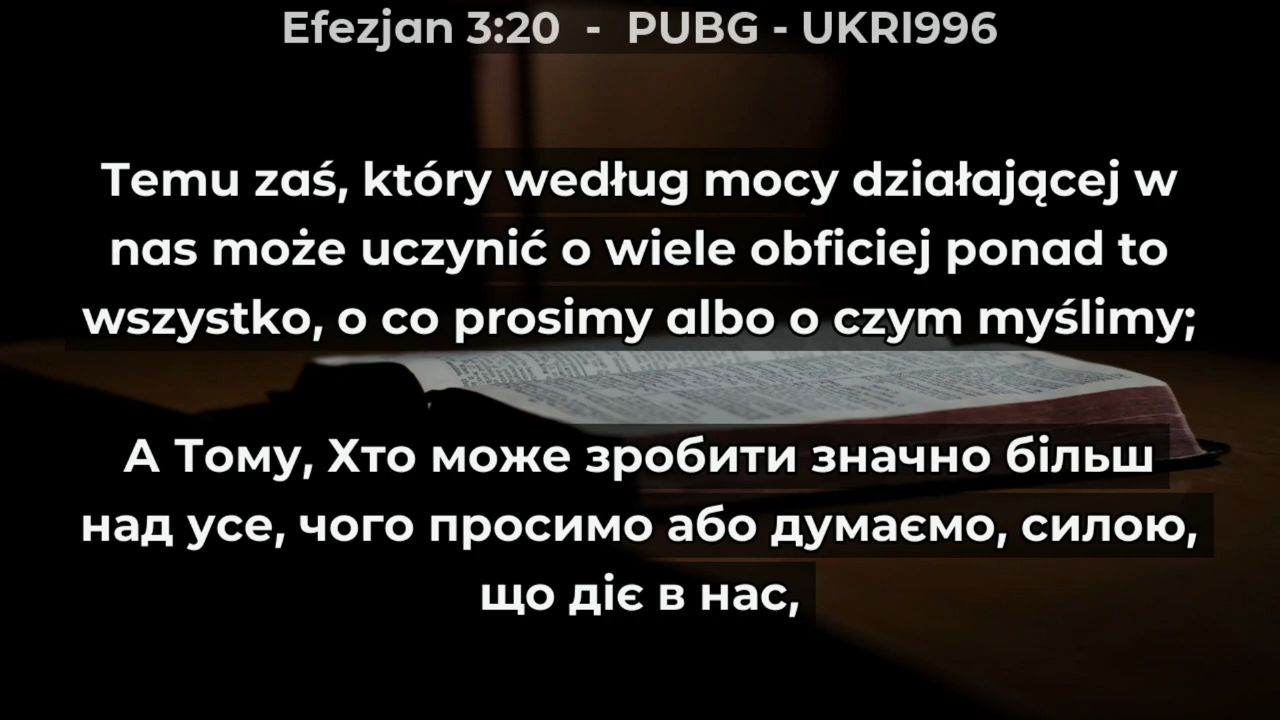 Efezjan 3:20 - PUBG - UKRI996
Temu zaś, który według mocy działającej w
nas może uczynić o wiele obficiej ponad to
wszystko, o co prosimy albo o czym myślimy;
А Тому, Хто може зробити значно більш
над усе, чого просимо або думаємо, силою,
що діє в нас,